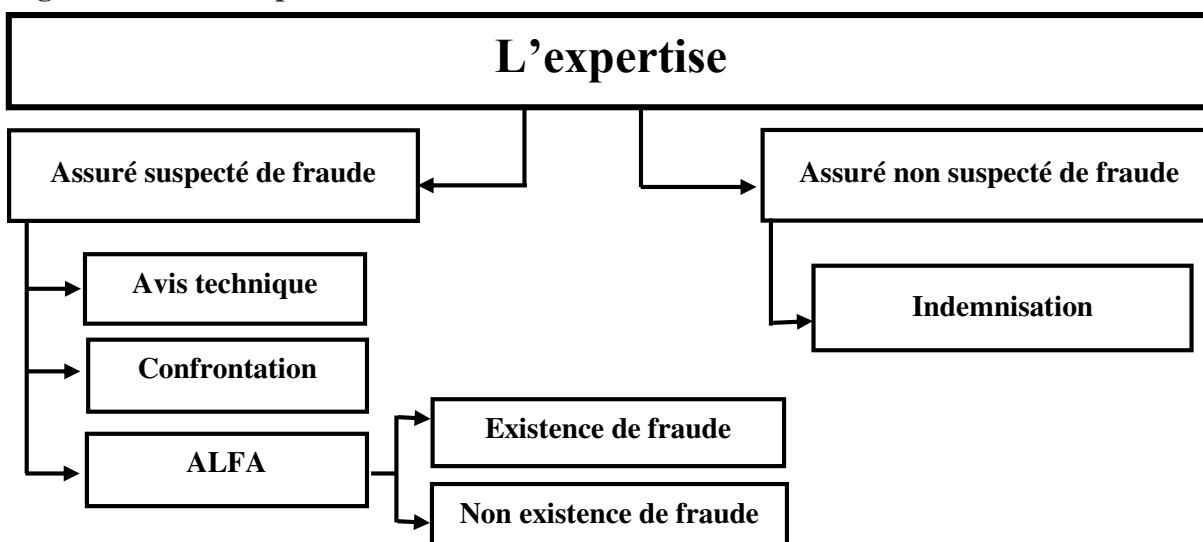 L’expertise
Assuré suspecté de fraude
Assuré non suspecté de fraude
Avis technique
Indemnisation
Confrontation
ALFA
Existence de fraude
Non existence de fraude